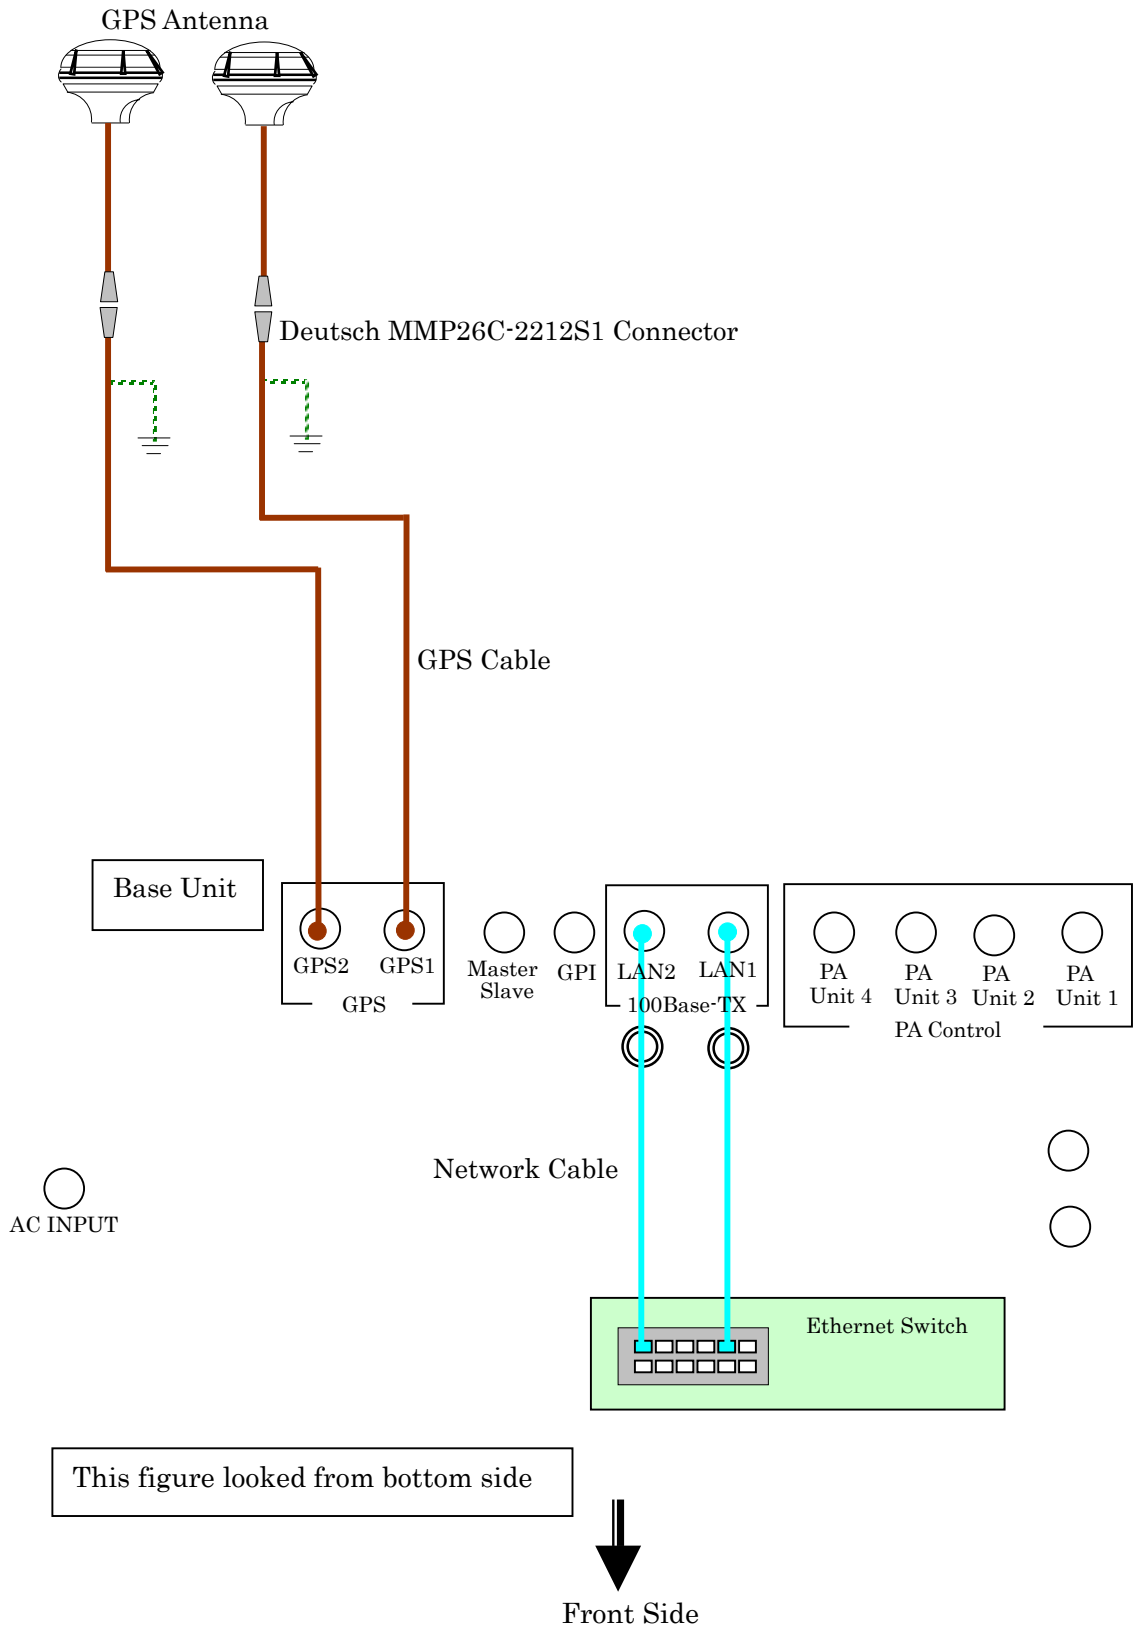 GPS Antenna
Deutsch MMP26C-2212S1 Connector
GPS Cable
Base Unit
GPS2
GPS1
GPS
Master
Slave
GPI
LAN2
LAN1
100Base-TX
PA
Unit 4
PA
Unit 3
PA
Unit 2
PA
Unit 1
PA Control
Network Cable
AC INPUT
Ethernet Switch
This figure looked from bottom side
Front Side